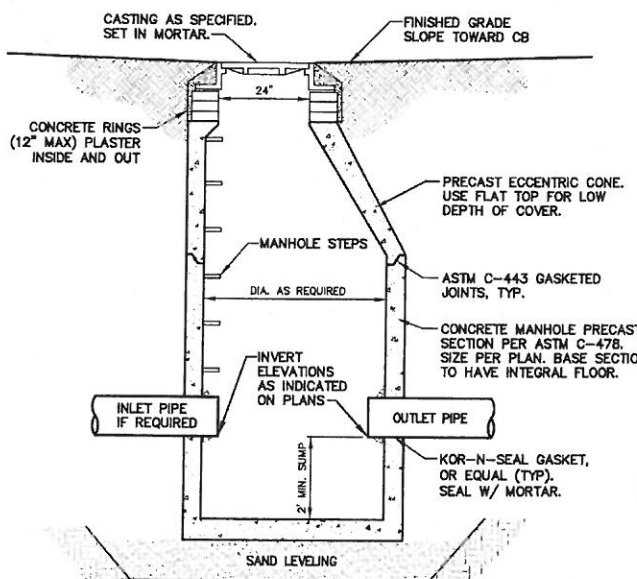 CASTING AS SPECIFIED.
SET IN MORTAR.
FINISHED GRADE
SLOPE TOWARD CB
24"
CONCRETE RINGS
(12" MAX) PLASTER
INSIDE AND OUT
PRECAST ECCENTRIC CONE.
USE FLAT TOP FOR LOW
DEPTH OF COVER.
MANHOLE STEPS
ASTM C-443 GASKETED
JOINTS, TYP.
DIA. AS REQUIRED
CONCRETE MANHOLE PRECAST
SECTION PER ASTM C-478.
SIZE PER PLAN. BASE SECTIO
TO HAVE INTEGRAL FLOOR.
INVERT
ELEVATIONS
AS INDICATED
ON PLANS
INLET PIPE
IF REQUIRED
OUTLET PIPE
2' MIN. SUMP
KOR-N-SEAL GASKET,
OR EQUAL (TYP).
SEAL W/ MORTAR.
SAND LEVELING